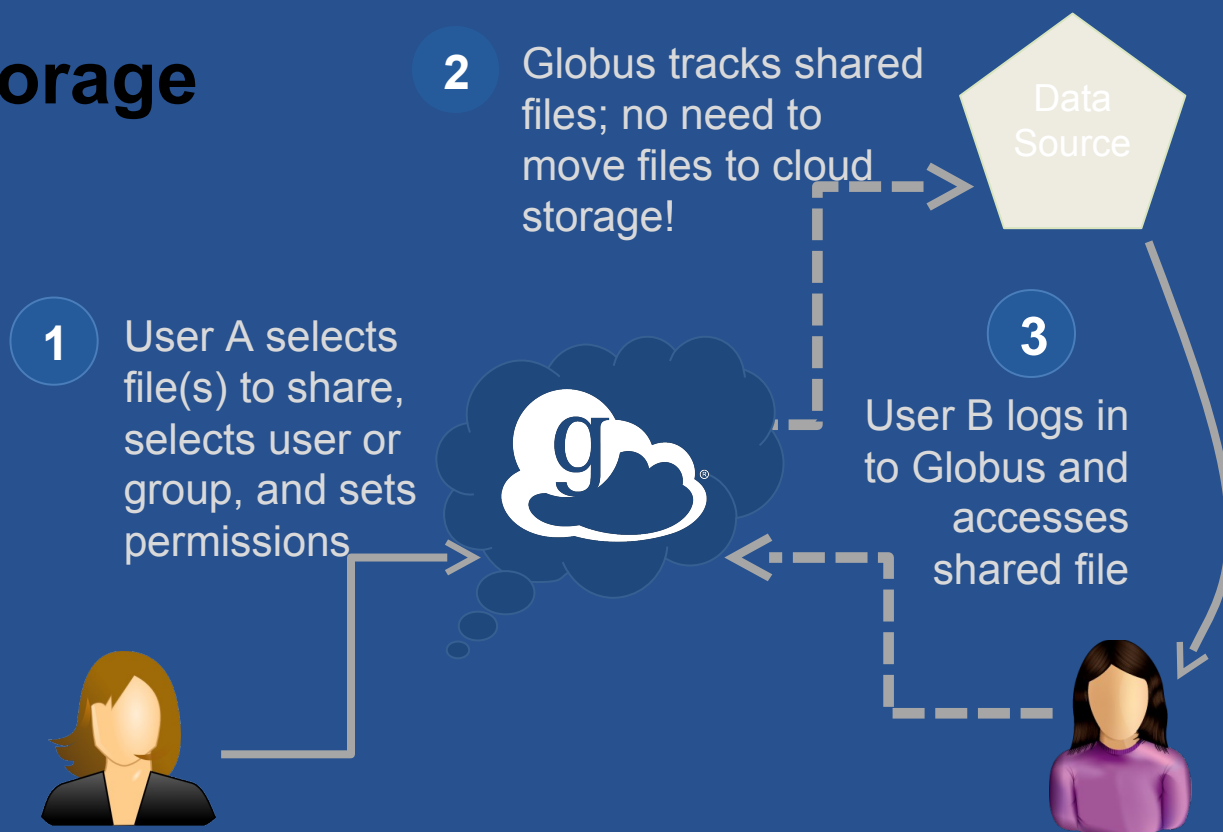 orage
2
Globus tracks shared
files; no need to
move files to cloud
storage!
Data
Source
1
User A selects
file(s) to share,
selects user or
group, and sets
permissions
g
®
3
User B logs in
to Globus and
accesses
shared file